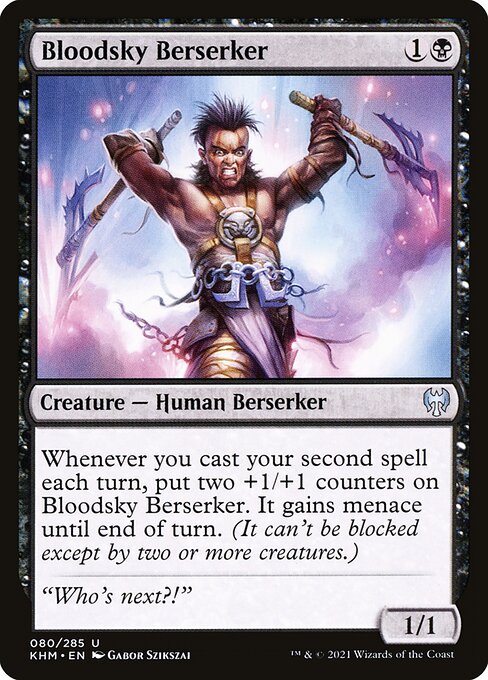 Bloodsky Berserker 1
Creature — Human Berserker
Whenever you cast your second spell
each turn, put two +1/+1 counters on
Bloodsky Berserker. It gains menace
until end of turn. (It can't be blocked
except by two or more creatures.)
“Who's next?!”
1/1
080/285 U
KHM • EN Gabor Szikszai
™ & © 2021 Wizards of the Coast